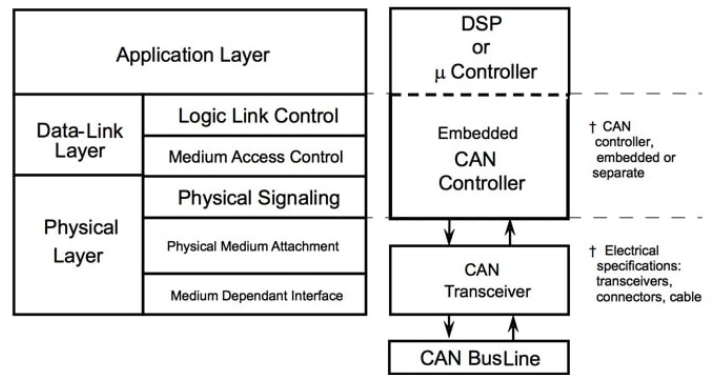 Application Layer
Data-Link
Layer
Logic Link Control
Medium Access Control
Physical
Layer
Physical Signaling
Physical Medium Attachment
Medium Dependant Interface
DSP
or
μ Controller
Embedded
CAN
Controller
CAN
Transceiver
CAN BusLine
† CAN
controller,
embedded or
separate
† Electrical
specifications:
transceivers,
connectors, cable